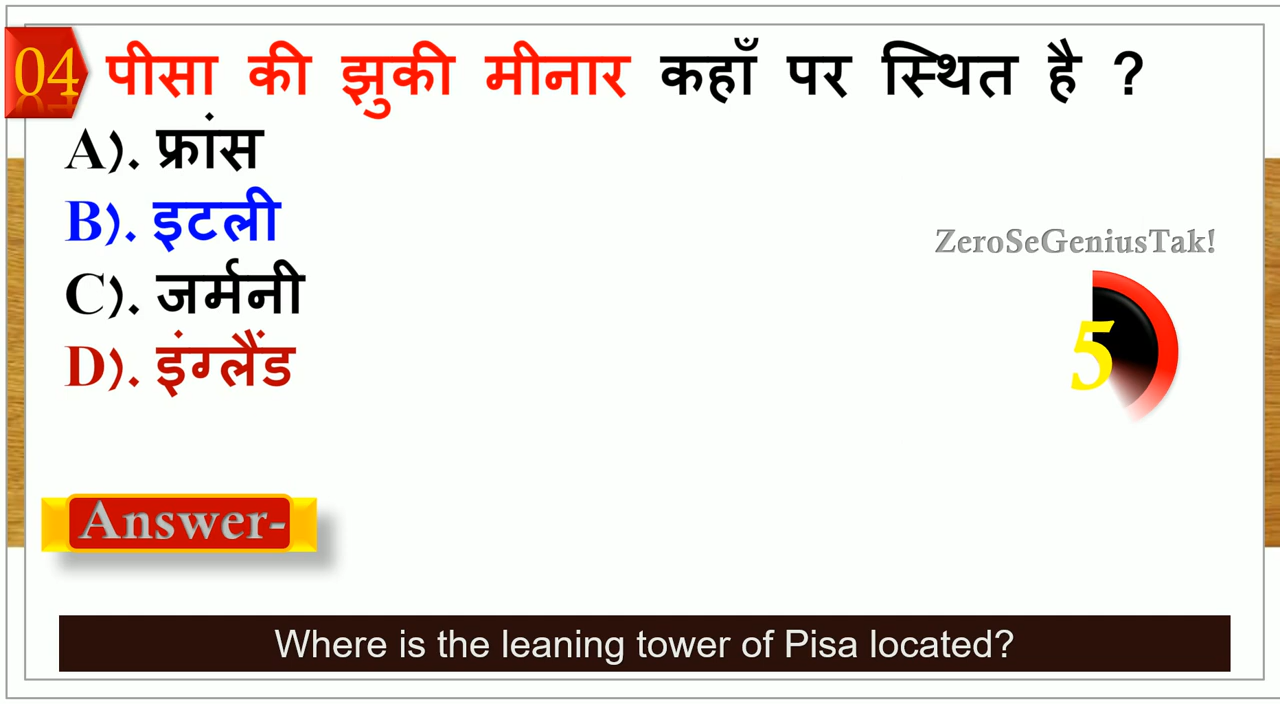 04 पीसा की झुकी मीनार कहाँ पर स्थित है ?
A). फ्रांस
B). इटली
C). जर्मनी
D). इंग्लैंड
ZeroSeGeniusTak!
5
Answer-
Where is the leaning tower of Pisa located?